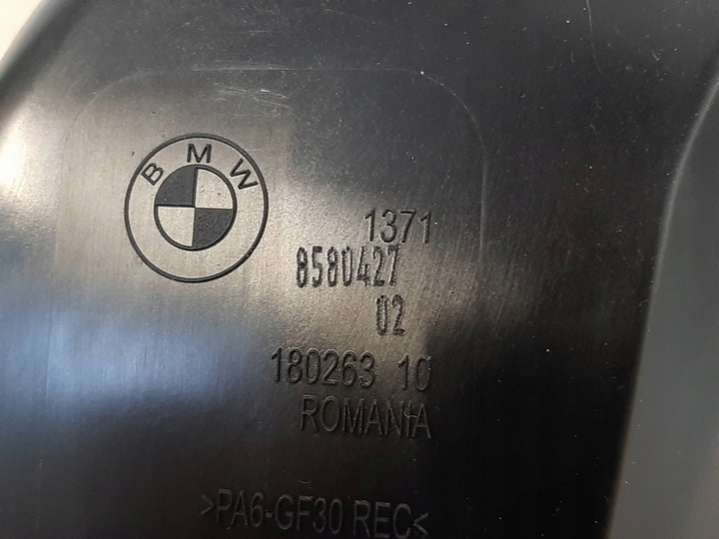 BMW
1371
8580427
02
180263 10
ROMANIA
>PA6-GF30 REC<